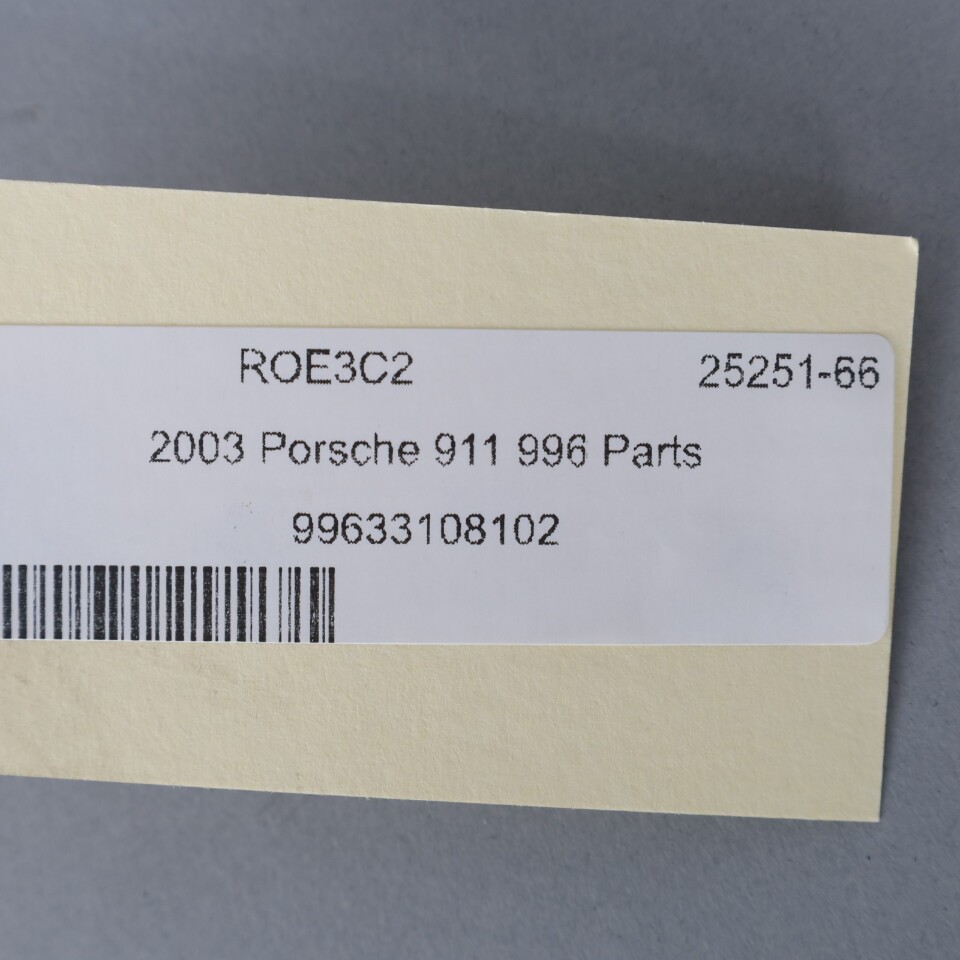 ROE3C2 25251-66
2003 Porsche 911 996 Parts
99633108102